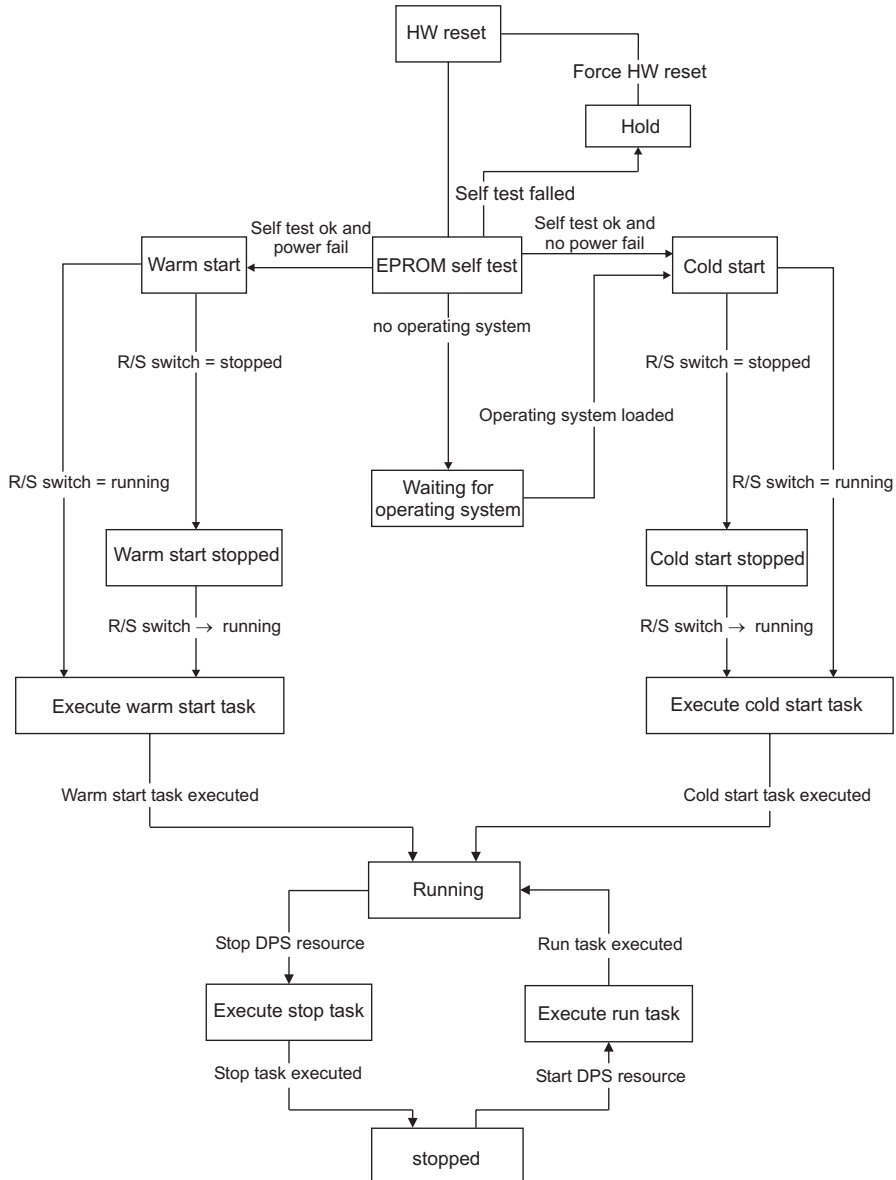 HW reset
Force HW reset
Hold
Self test falled
Self test ok and
power fail
Self test ok and
no power fail
Warm start
EPROM self test
Cold start
no operating system
R/S switch = stopped
R/S switch = stopped
Operating system loaded
R/S switch = running
Waiting for
operating system
R/S switch = running
Warm start stopped
Cold start stopped
R/S switch → running
R/S switch → running
Execute warm start task
Execute cold start task
Warm start task executed
Cold start task executed
Running
Stop DPS resource
Run task executed
Execute stop task
Execute run task
Stop task executed
Start DPS resource
stopped